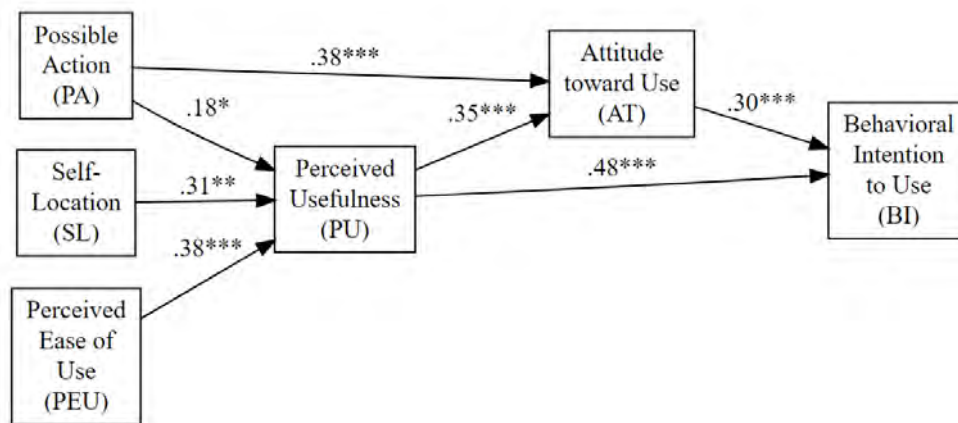 Possible
Action
(PA)
.38***
.18*
Attitude
toward Use
(AT)
.35***
.30***
Self-
Location
(SL)
.31**
Perceived
Usefulness
(PU)
.48***
Behavioral
Intention
to Use
(BI)
.38***
Perceived
Ease of
Use
(PEU)